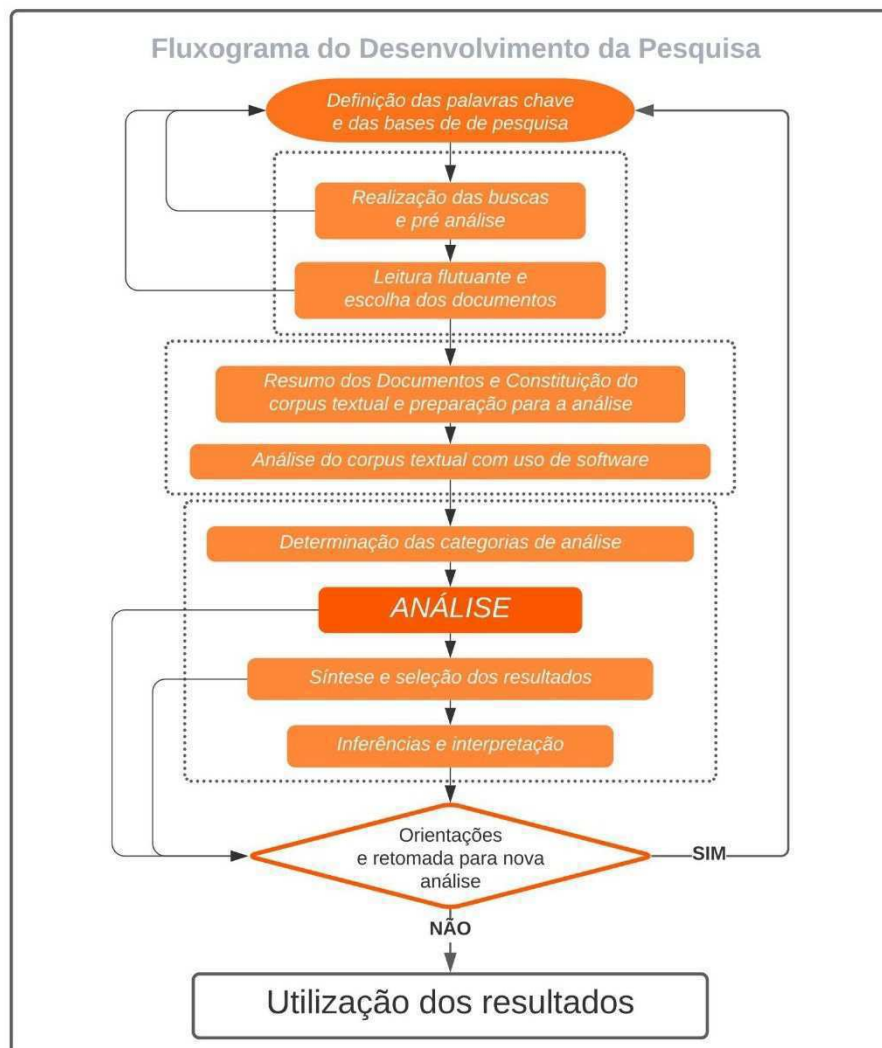 Fluxograma do Desenvolvimento da Pesquisa
Definição das palavras chave
e das bases de de pesquisa
Realização das buscas
e pré análise
Leitura flutuante e
escolha dos documentos
Resumo dos Documentos e Constituição do
corpus textual e preparação para a análise
Análise do corpus textual com uso de software
Determinação das categorias de análise
ANÁLISE
Síntese e seleção dos resultados
Inferências e interpretação
Orientações
e retomada para nova
análise
SIM
NÃO
Utilização dos resultados